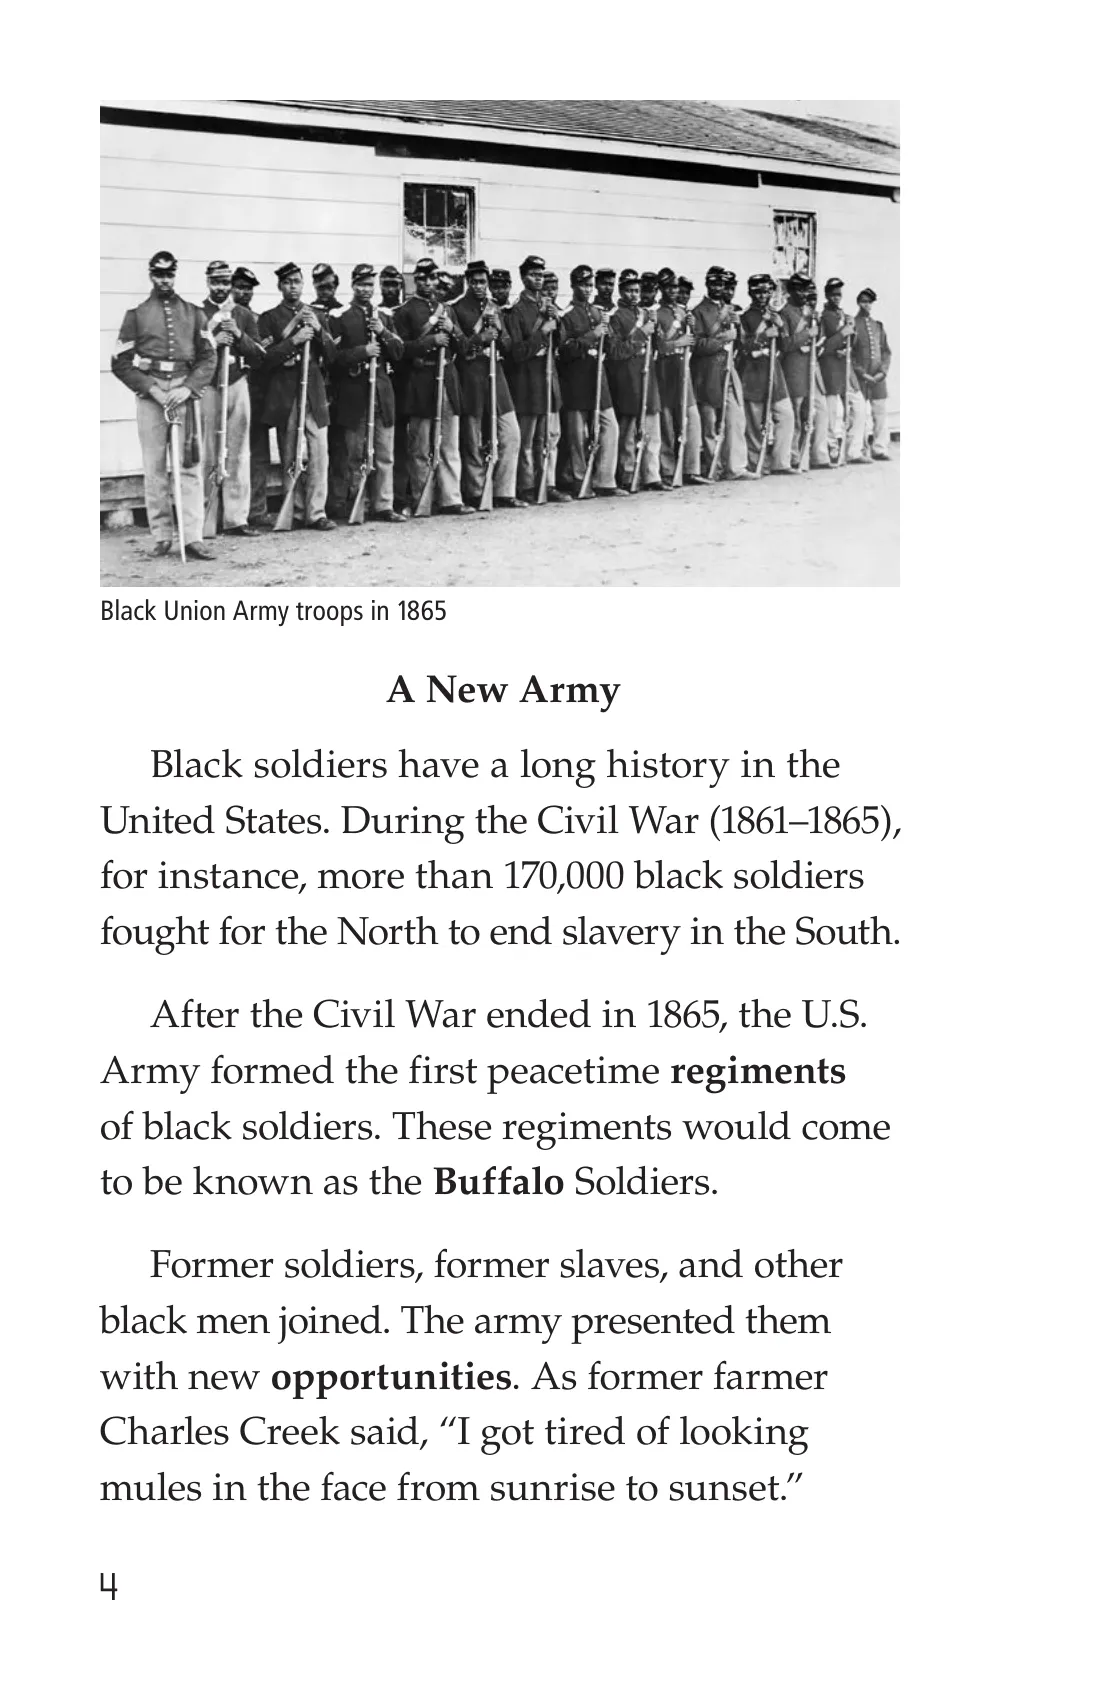 Black Union Army troops in 1865
A New Army
Black soldiers have a long history in the
United States. During the Civil War (1861–1865),
for instance, more than 170,000 black soldiers
fought for the North to end slavery in the South.
After the Civil War ended in 1865, the U.S.
Army formed the first peacetime regiments
of black soldiers. These regiments would come
to be known as the Buffalo Soldiers.
Former soldiers, former slaves, and other
black men joined. The army presented them
with new opportunities. As former farmer
Charles Creek said, “I got tired of looking
mules in the face from sunrise to sunset.”
4